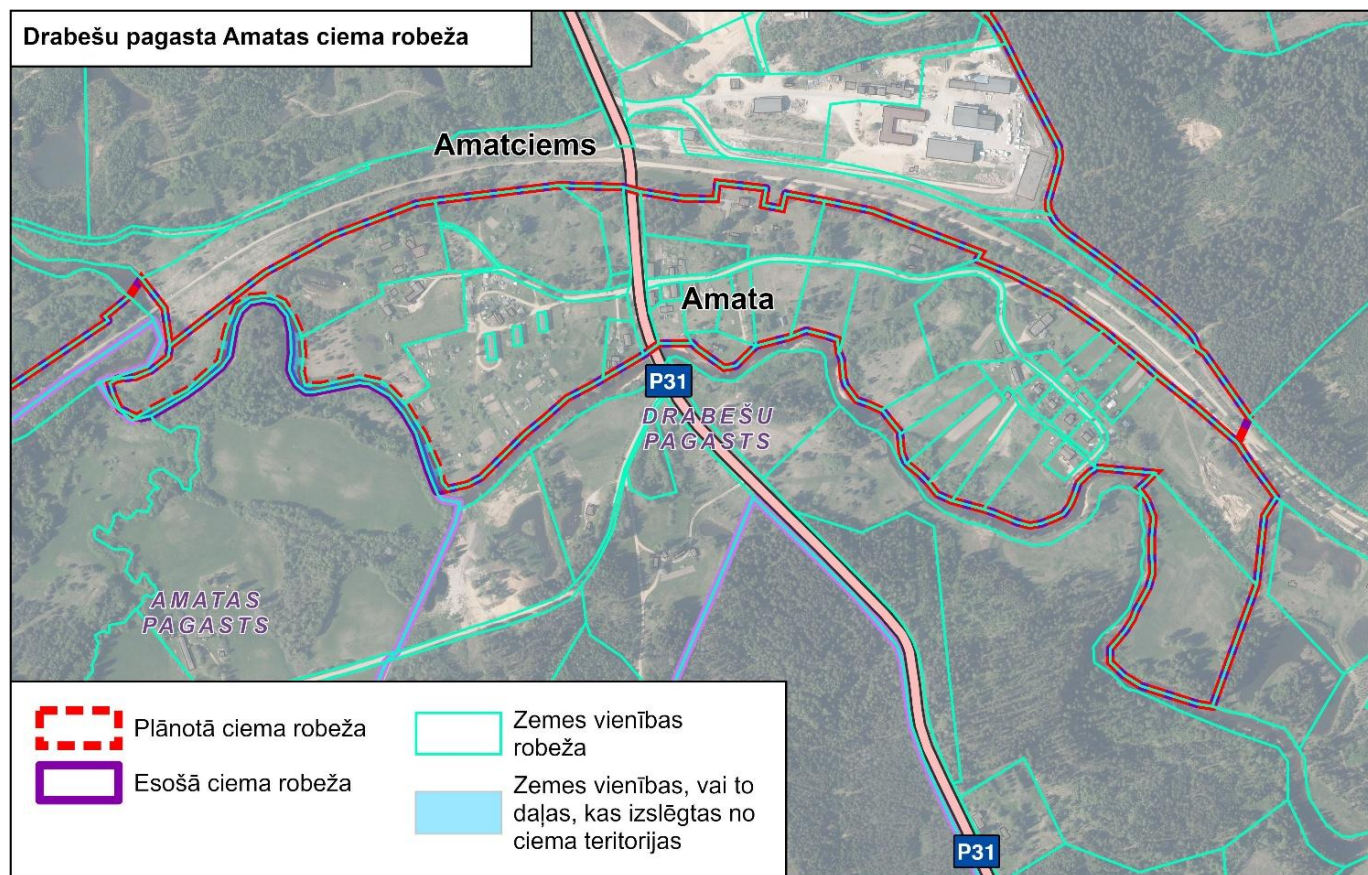 Drabešu pagasta Amatas ciema robeža
Amatciems
Amata
P31
DRABEŠU
PAGASTS
AMATAS
PAGASTS
Plānotā ciema robeža
Esošā ciema robeža
Zemes vienības
robeža
Zemes vienības, vai to
daļas, kas izslēgtas no
ciema teritorijas
P31